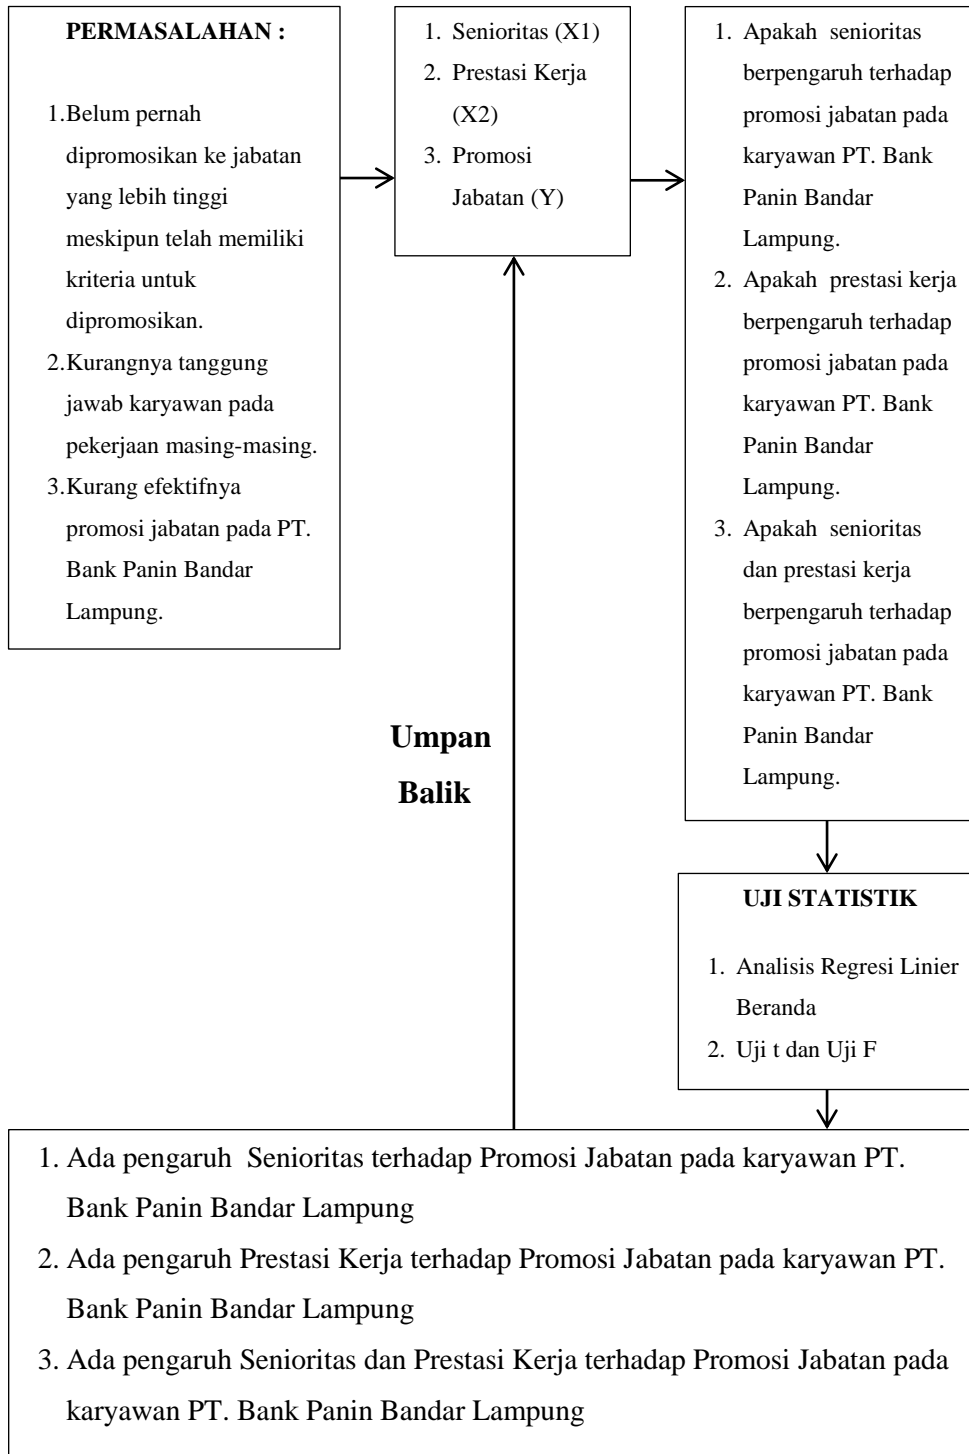 PERMASALAHAN :
1.Belum pernah
dipromosikan ke jabatan
yang lebih tinggi
meskipun telah memiliki
kriteria untuk
dipromosikan.
2.Kurangnya tanggung
jawab karyawan pada
pekerjaan masing-masing.
3.Kurang efektifnya
promosi jabatan pada PT.
Bank Panin Bandar
Lampung.
1. Senioritas (X1)
2. Prestasi Kerja
(X2)
3. Promosi
Jabatan (Y)
1. Apakah senioritas
berpengaruh terhadap
promosi jabatan pada
karyawan PT. Bank
Panin Bandar
Lampung.
2. Apakah prestasi kerja
berpengaruh terhadap
promosi jabatan pada
karyawan PT. Bank
Panin Bandar
Lampung.
3. Apakah senioritas
dan prestasi kerja
berpengaruh terhadap
promosi jabatan pada
karyawan PT. Bank
Panin Bandar
Lampung.
Umpan
Balik
UJI STATISTIK
1. Analisis Regresi Linier
Beranda
2. Uji t dan Uji F
1. Ada pengaruh Senioritas terhadap Promosi Jabatan pada karyawan PT.
Bank Panin Bandar Lampung
2. Ada pengaruh Prestasi Kerja terhadap Promosi Jabatan pada karyawan PT.
Bank Panin Bandar Lampung
3. Ada pengaruh Senioritas dan Prestasi Kerja terhadap Promosi Jabatan pada
karyawan PT. Bank Panin Bandar Lampung